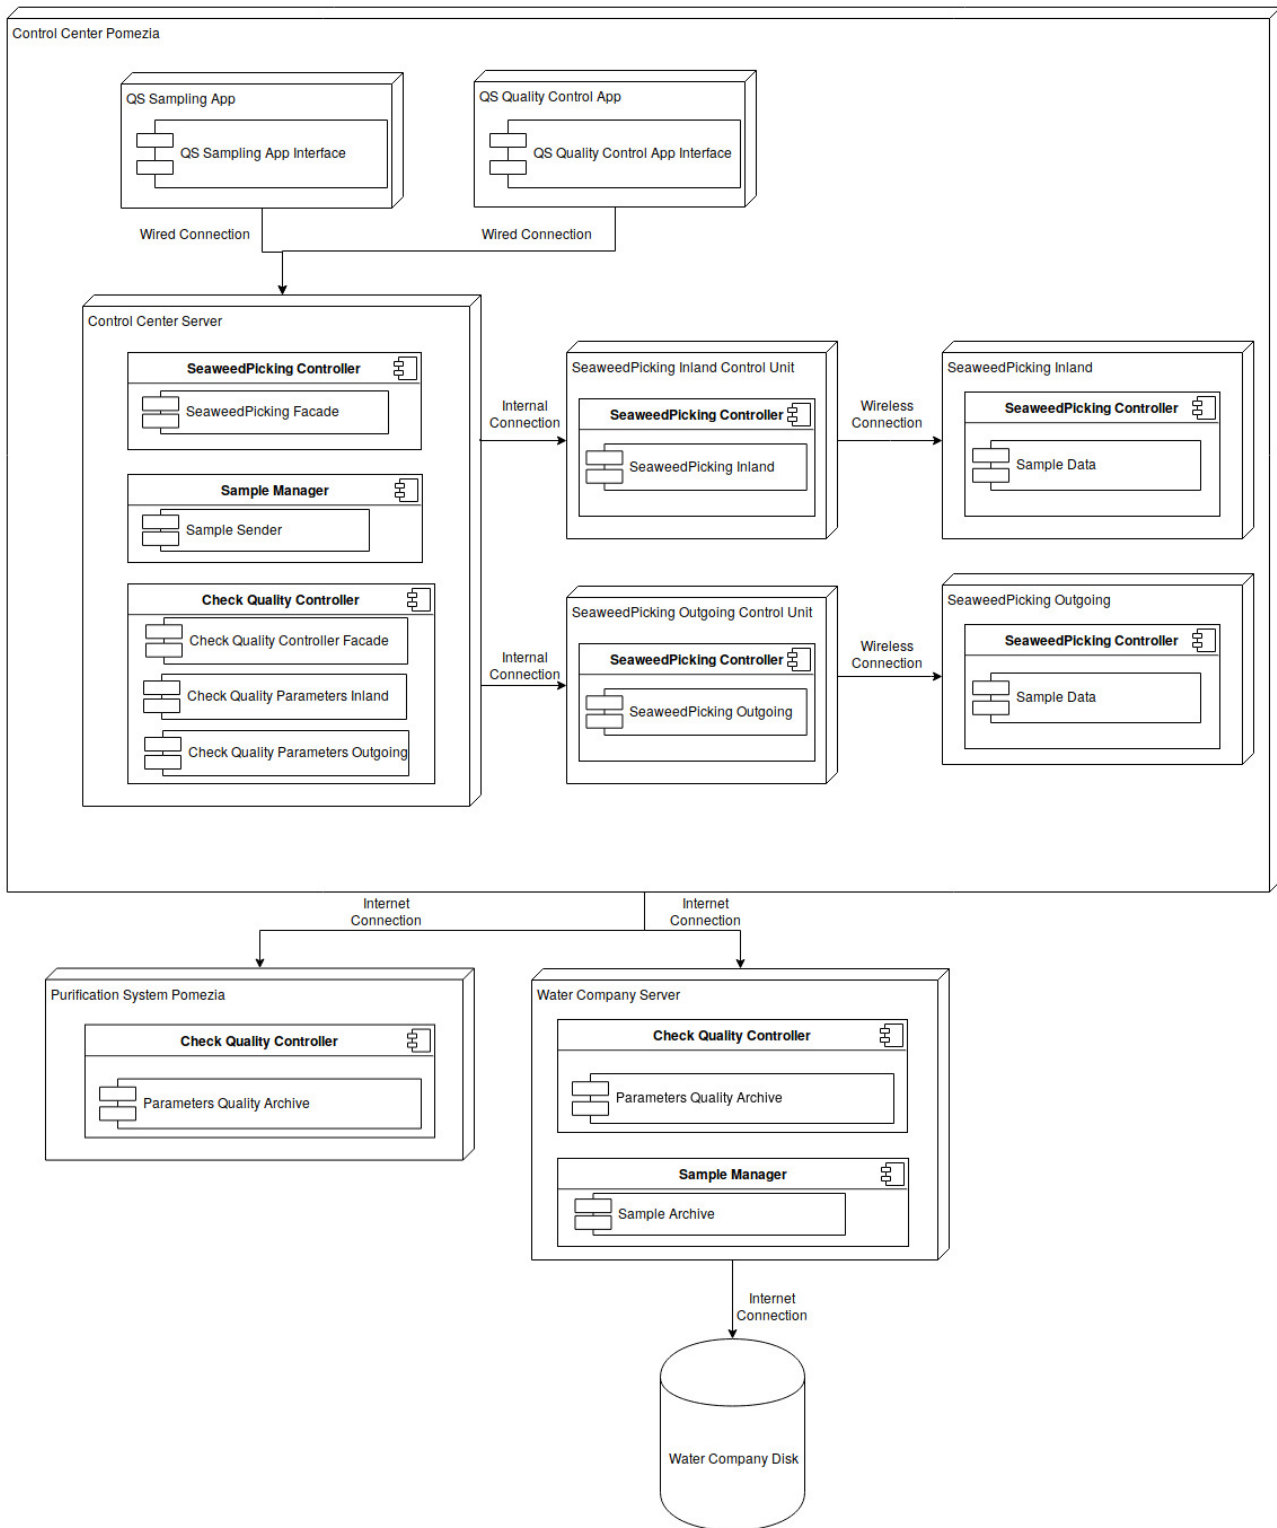 Control Center Pomezia
QS Sampling App
QS Sampling App Interface
QS Quality Control App
QS Quality Control App Interface
Wired Connection
Wired Connection
Control Center Server
SeaweedPicking Controller
SeaweedPicking Facade
Sample Manager
Sample Sender
Check Quality Controller
Check Quality Controller Facade
Check Quality Parameters Inland
Check Quality Parameters Outgoing
Internal
Connection
SeaweedPicking Inland Control Unit
SeaweedPicking Controller
SeaweedPicking Inland
Wireless
Connection
SeaweedPicking Inland
SeaweedPicking Controller
Sample Data
Internal
Connection
SeaweedPicking Outgoing Control Unit
SeaweedPicking Controller
SeaweedPicking Outgoing
Wireless
Connection
SeaweedPicking Outgoing
SeaweedPicking Controller
Sample Data
Internet
Connection
Internet
Connection
Purification System Pomezia
Check Quality Controller
Parameters Quality Archive
Water Company Server
Check Quality Controller
Parameters Quality Archive
Sample Manager
Sample Archive
Internet
Connection
Water Company Disk